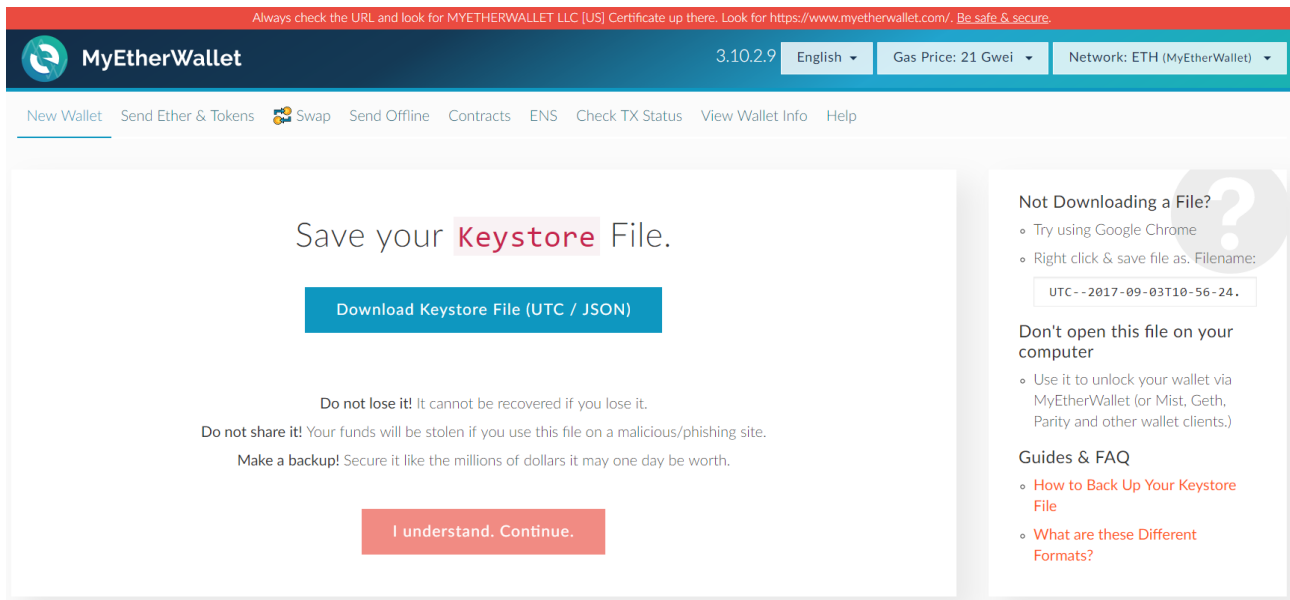 Always check the URL and look for MYETHERWALLET LLC [US] Certificate up there. Look for https://www.myetherwallet.com/. Be safe & secure.
MyEtherWallet
3.10.2.9
English
Gas Price: 21 Gwei
Network: ETH (MyEtherWallet)
New Wallet
Send Ether & Tokens
Swap
Send Offline
Contracts
ENS
Check TX Status
View Wallet Info
Help
Save your Keystore File.
Download Keystore File (UTC / JSON)
Do not lose it! It cannot be recovered if you lose it.
Do not share it! Your funds will be stolen if you use this file on a malicious/phishing site.
Make a backup! Secure it like the millions of dollars it may one day be worth.
I understand. Continue.
Not Downloading a File?
Try using Google Chrome
Right click & save file as. Filename:
UTC--2017-09-03T10-56-24.
Don't open this file on your
computer
Use it to unlock your wallet via
MyEtherWallet (or Mist, Geth,
Parity and other wallet clients.)
Guides & FAQ
How to Back Up Your Keystore
File
What are these Different
Formats?